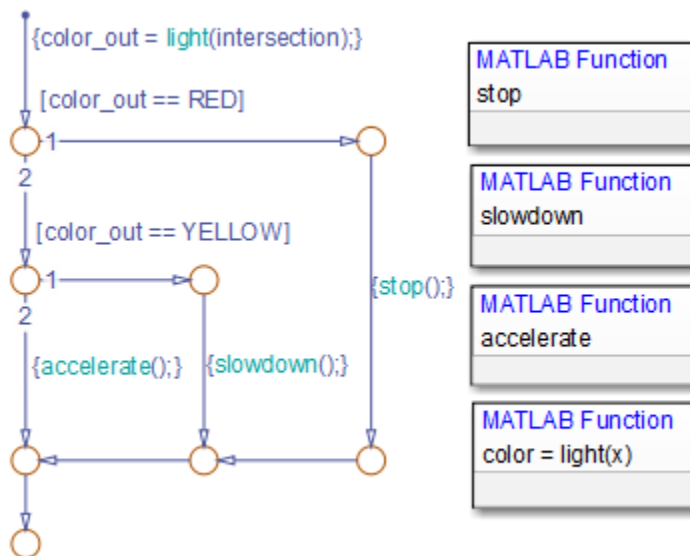 {color_out = light(intersection);}
[color_out == RED]
1
2
[color_out == YELLOW]
1
2
{stop();}
{accelerate();}
{slowdown();}
MATLAB Function
stop
MATLAB Function
slowdown
MATLAB Function
accelerate
MATLAB Function
color = light(x)